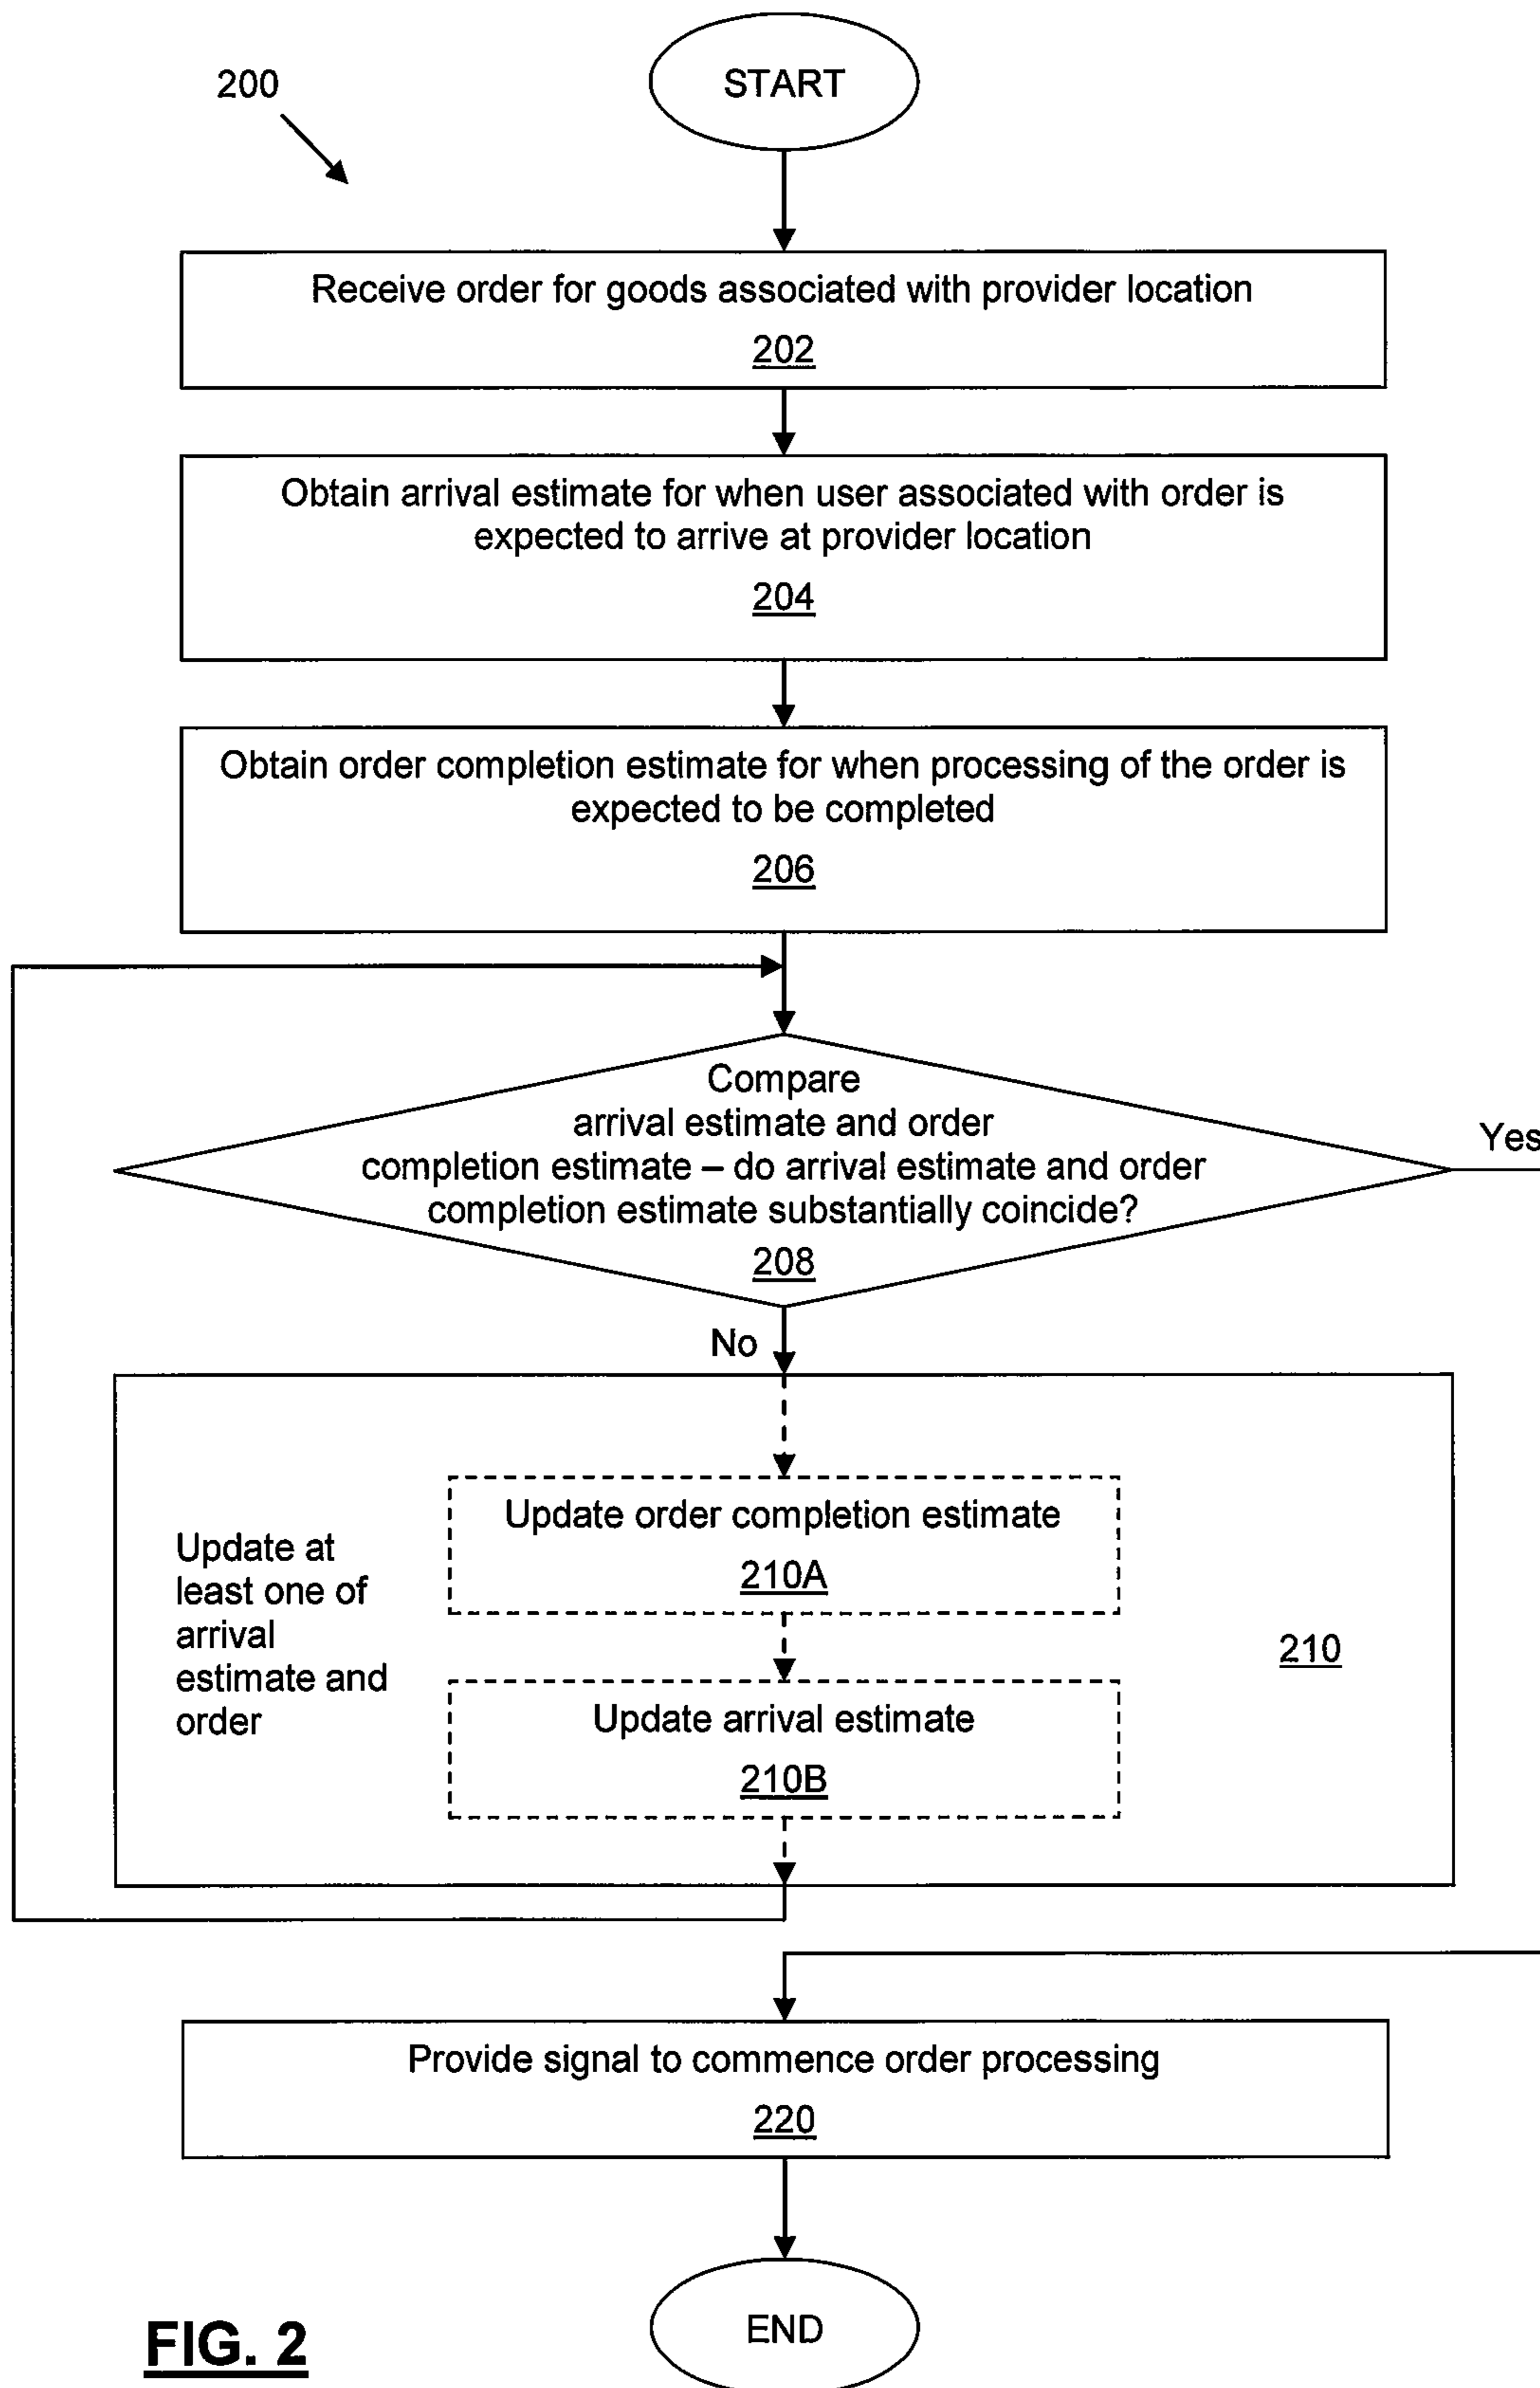 START
200
Receive order for goods associated with provider location
202
Obtain arrival estimate for when user associated with order is
expected to arrive at provider location
204
Obtain order completion estimate for when processing of the order is
expected to be completed
206
Compare
arrival estimate and order
completion estimate – do arrival estimate and order
completion estimate substantially coincide?
208
Yes
No
Update order completion estimate
210A
Update at
least one of
arrival
estimate and
order
210
Update arrival estimate
210B
Provide signal to commence order processing
220
END
FIG. 2